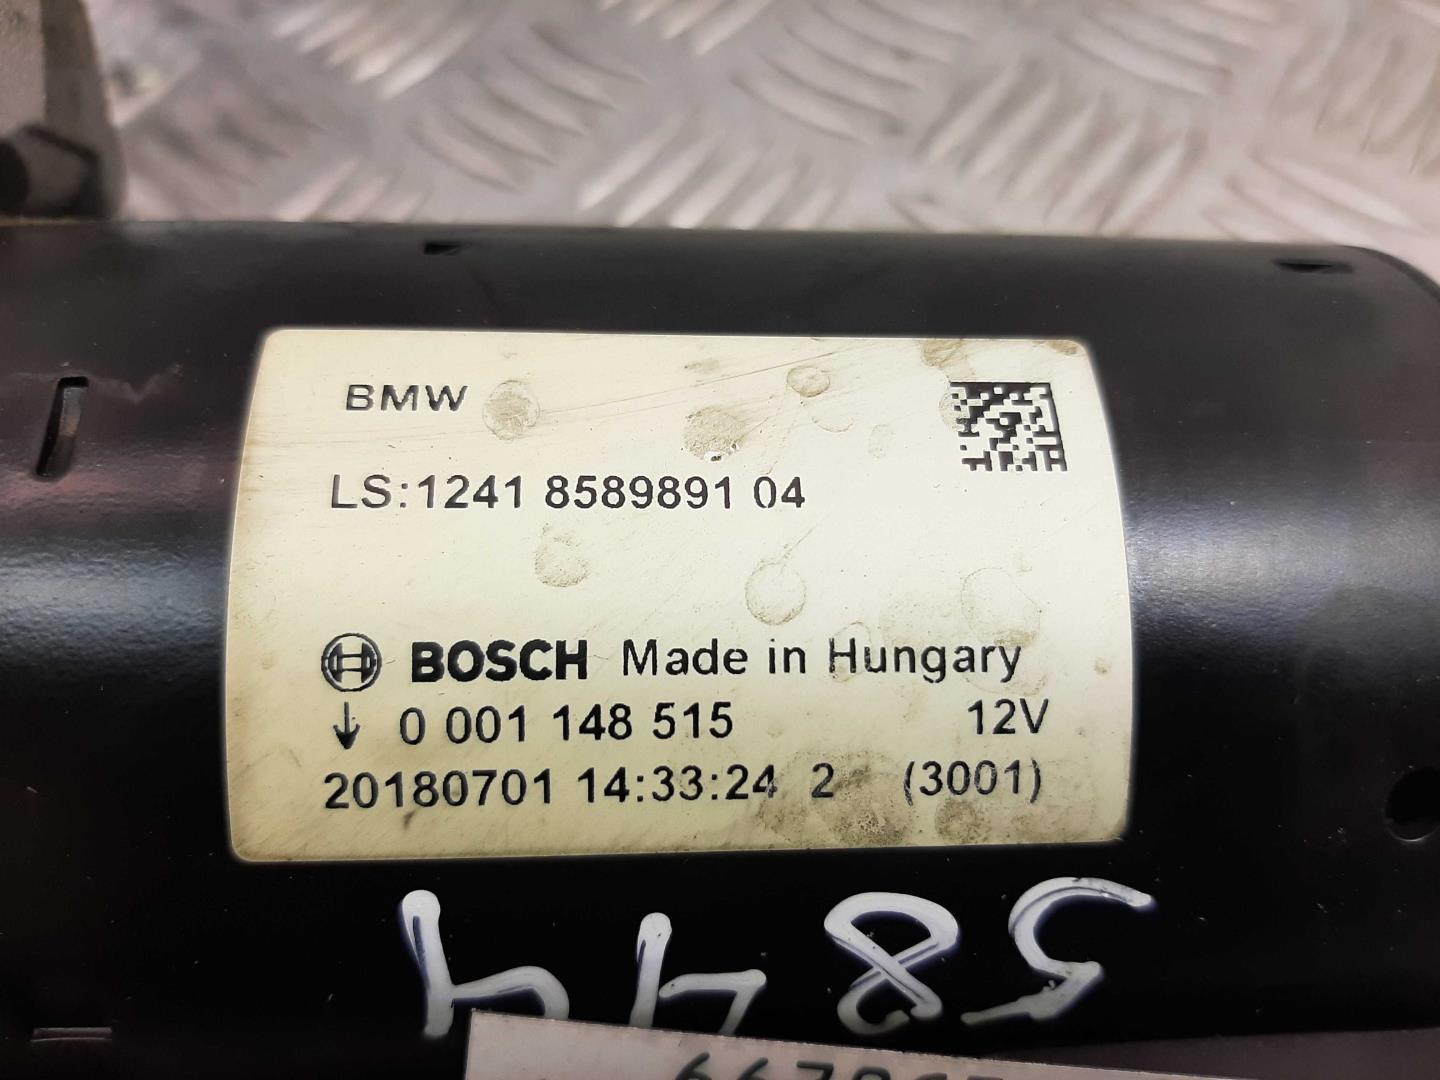 BMW
LS:1241 8589891 04
BOSCH Made in Hungary
↓ 0 001 148 515 12V
20180701 14:33:24 2 (3001)
5844